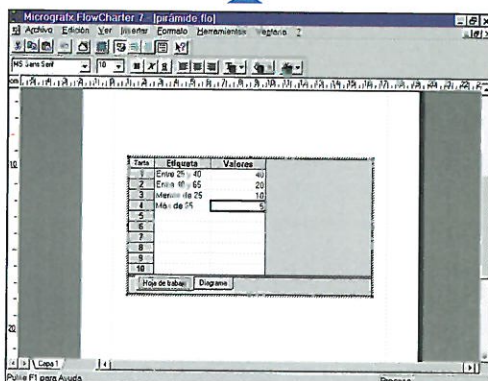 Micrografx FlowCharter 7 - [pirámide.flo]
Archivo Edición Ver Insertar Formato Herramientas Ventana ?
MS Sans Serif 10
Tarta Etiqueta Valores
1 Entre 25 y 40 40
2 Entre 40 y 65 20
3 Menos de 25 10
4 Más de 65 5
5
6
7
8
9
10
Hoja de trabajo Diagrama
Capa 1
Pulse F1 para Ayuda